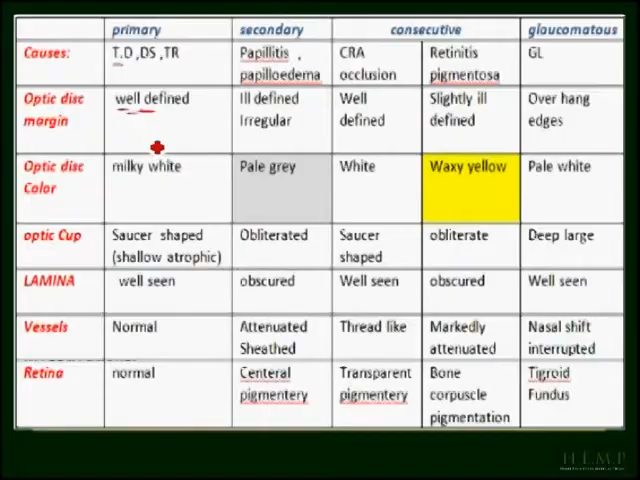 primary secondary consecutive glaucomatous
Causes: T.D ,DS ,TR Papillitis , CRA Retinitis GL
papilloedema occlusion pigmentosa
Optic disc well defined Ill defined Well Slightly ill Over hang
margin Irregular defined defined edges
Optic disc milky white Pale grey White Waxy yellow Pale white
Color
optic Cup Saucer shaped Obliterated Saucer obliterate Deep large
(shallow atrophic) shaped
LAMINA well seen obscured Well seen obscured Well seen
Vessels Normal Attenuated Thread like Markedly Nasal shift
Sheathed attenuated interrupted
Retina normal Centeral Transparent Bone Tigroid
pigmentery pigmentery corpuscle Fundus
pigmentation